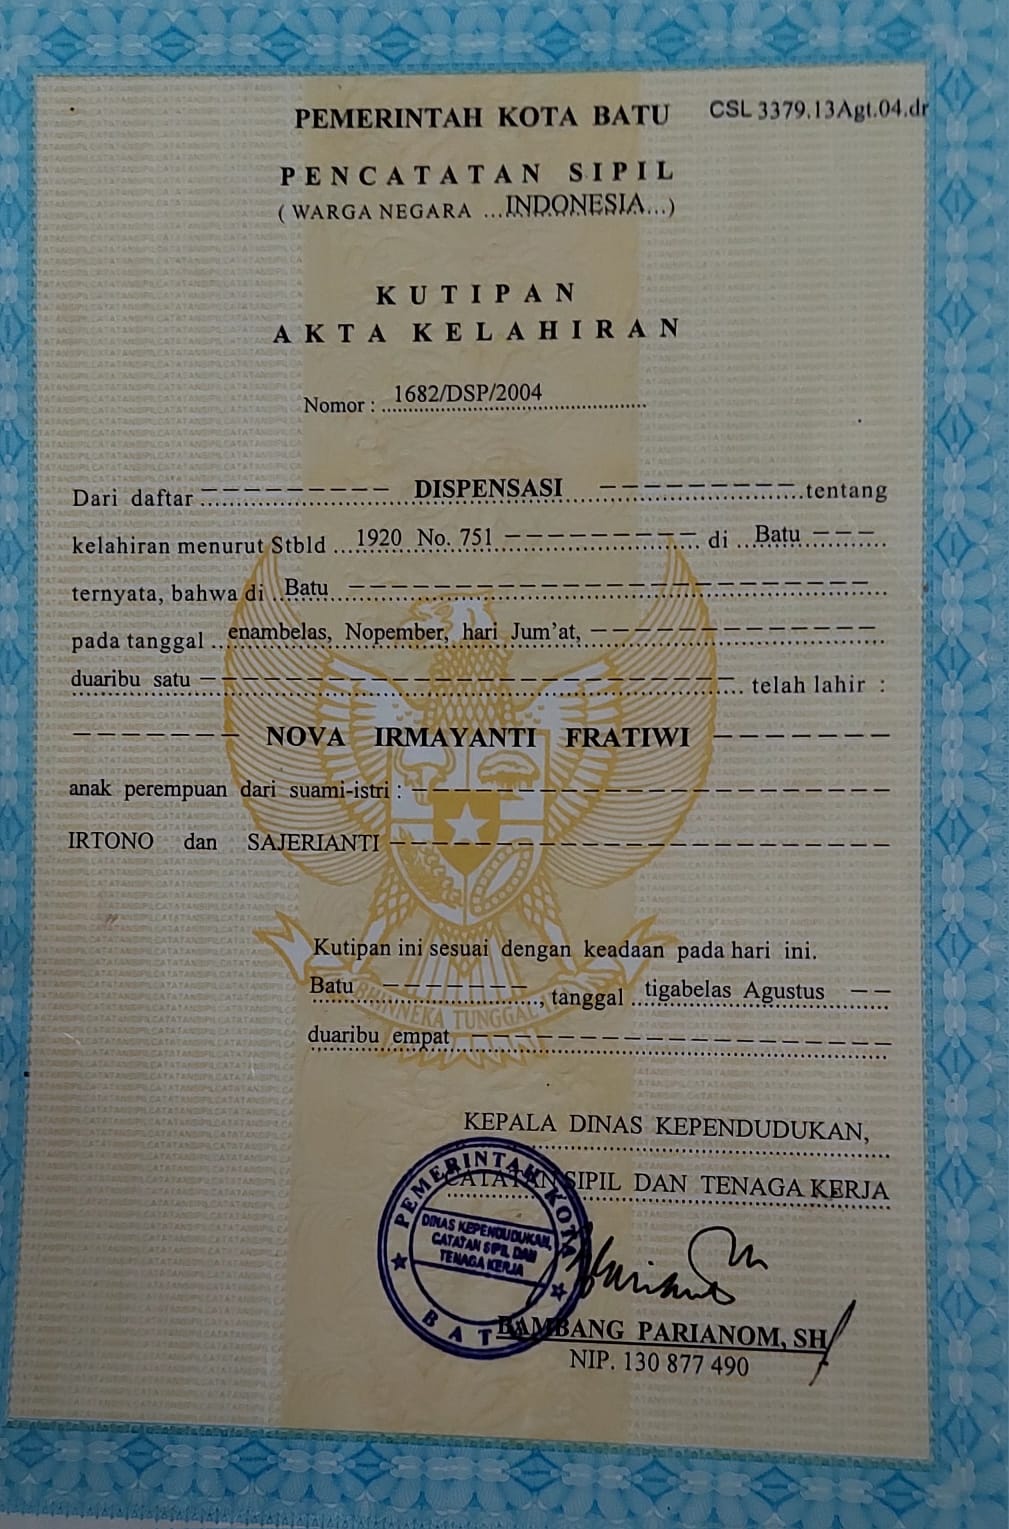 PEMERINTAH KOTA BATU CSL 3379.13Agt.04.dr
PENCATATAN SIPIL
( WARGA NEGARA ...INDONESIA...)
KUTIPAN
AKTA KELAHIRAN
Nomor : 1682/DSP/2004
Dari daftar DISPENSASI tentang
kelahiran menurut Stbld 1920 No. 751 di Batu
ternyata, bahwa di Batu
pada tanggal enambelas, Nopember, hari Jum'at,
duaribu satu telah lahir :
NOVA IRMAYANTI FRATIWI
anak perempuan dari suami-istri :
IRTONO dan SAJERIANTI
Kutipan ini sesuai dengan keadaan pada hari ini.
Batu, tanggal tigabelas Agustus
BHINNEKA TUNGGAL
duaribu empat
KEPALA DINAS KEPENDUDUKAN,
CATATAN SIPIL DAN TENAGA KERJA
PEMERINTAH KOTA
DINAS KEPENDUDUKAN,
CATATAN SIPIL DAN
TENAGA KERJA
BATU
BAMBANG PARIANOM, SH
NIP. 130 877 490